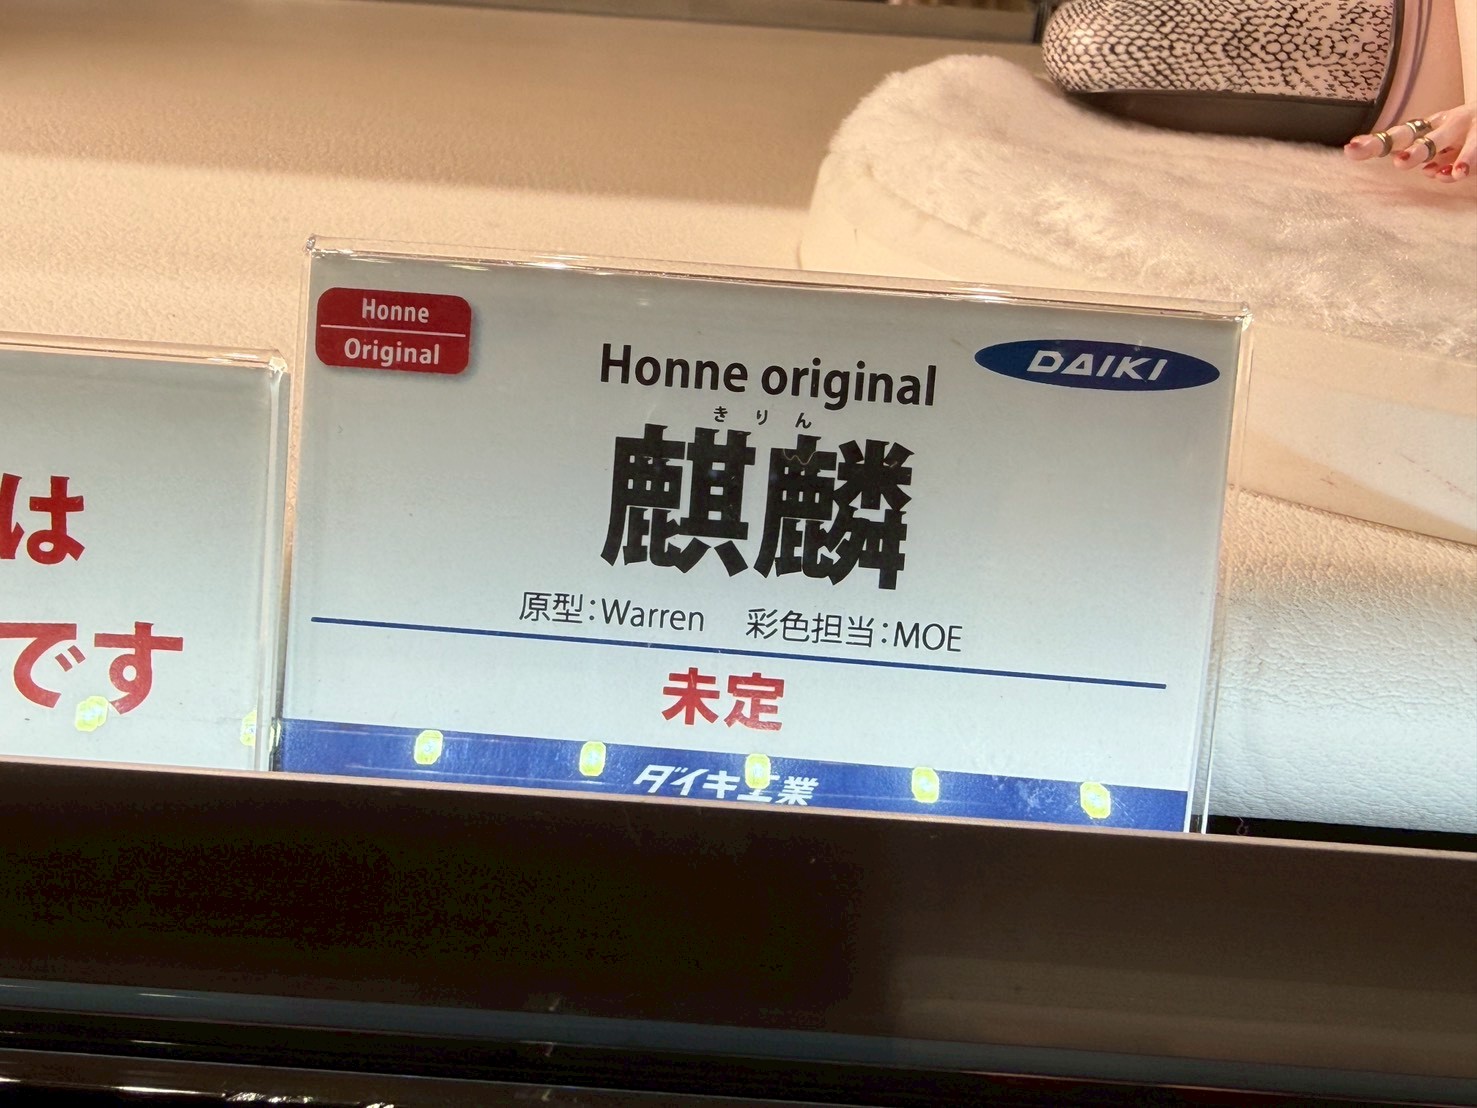 は
です
Honne
Original
DAIKI
Honne original
きりん
麒麟
原型：Warren 彩色担当：MOE
未定
ダイキ工業